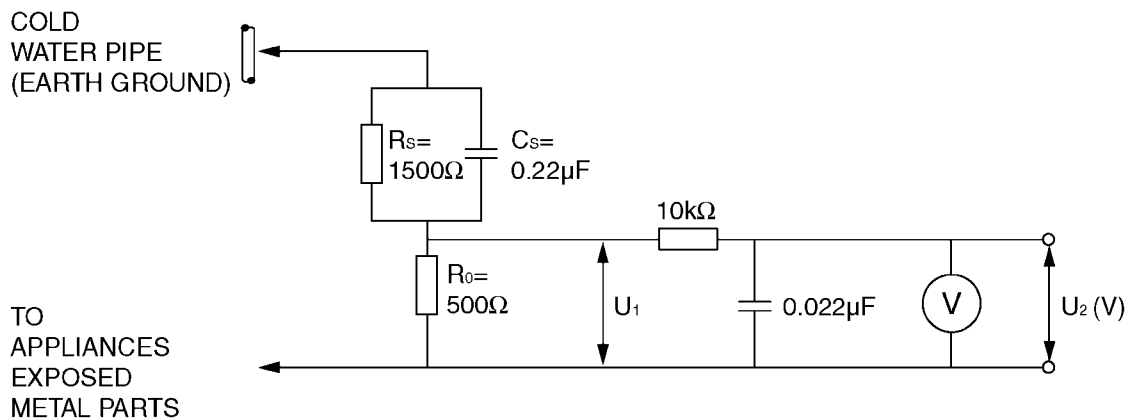 COLD
WATER PIPE
(EARTH GROUND)
Rs=
1500Ω
Cs=
0.22µF
10kΩ
R0=
500Ω
U1
0.022µF
V
U2 (V)
TO
APPLIANCES
EXPOSED
METAL PARTS